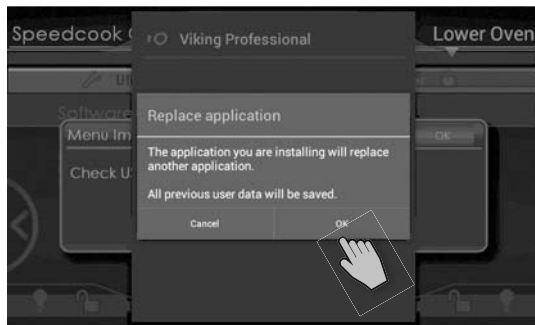 Speedcook
Viking Professional
Lower Oven
Software
Replace application
Menu Im
OK
The application you are installing will replace
another application.
Check U
All previous user data will be saved.
Cancel
OK